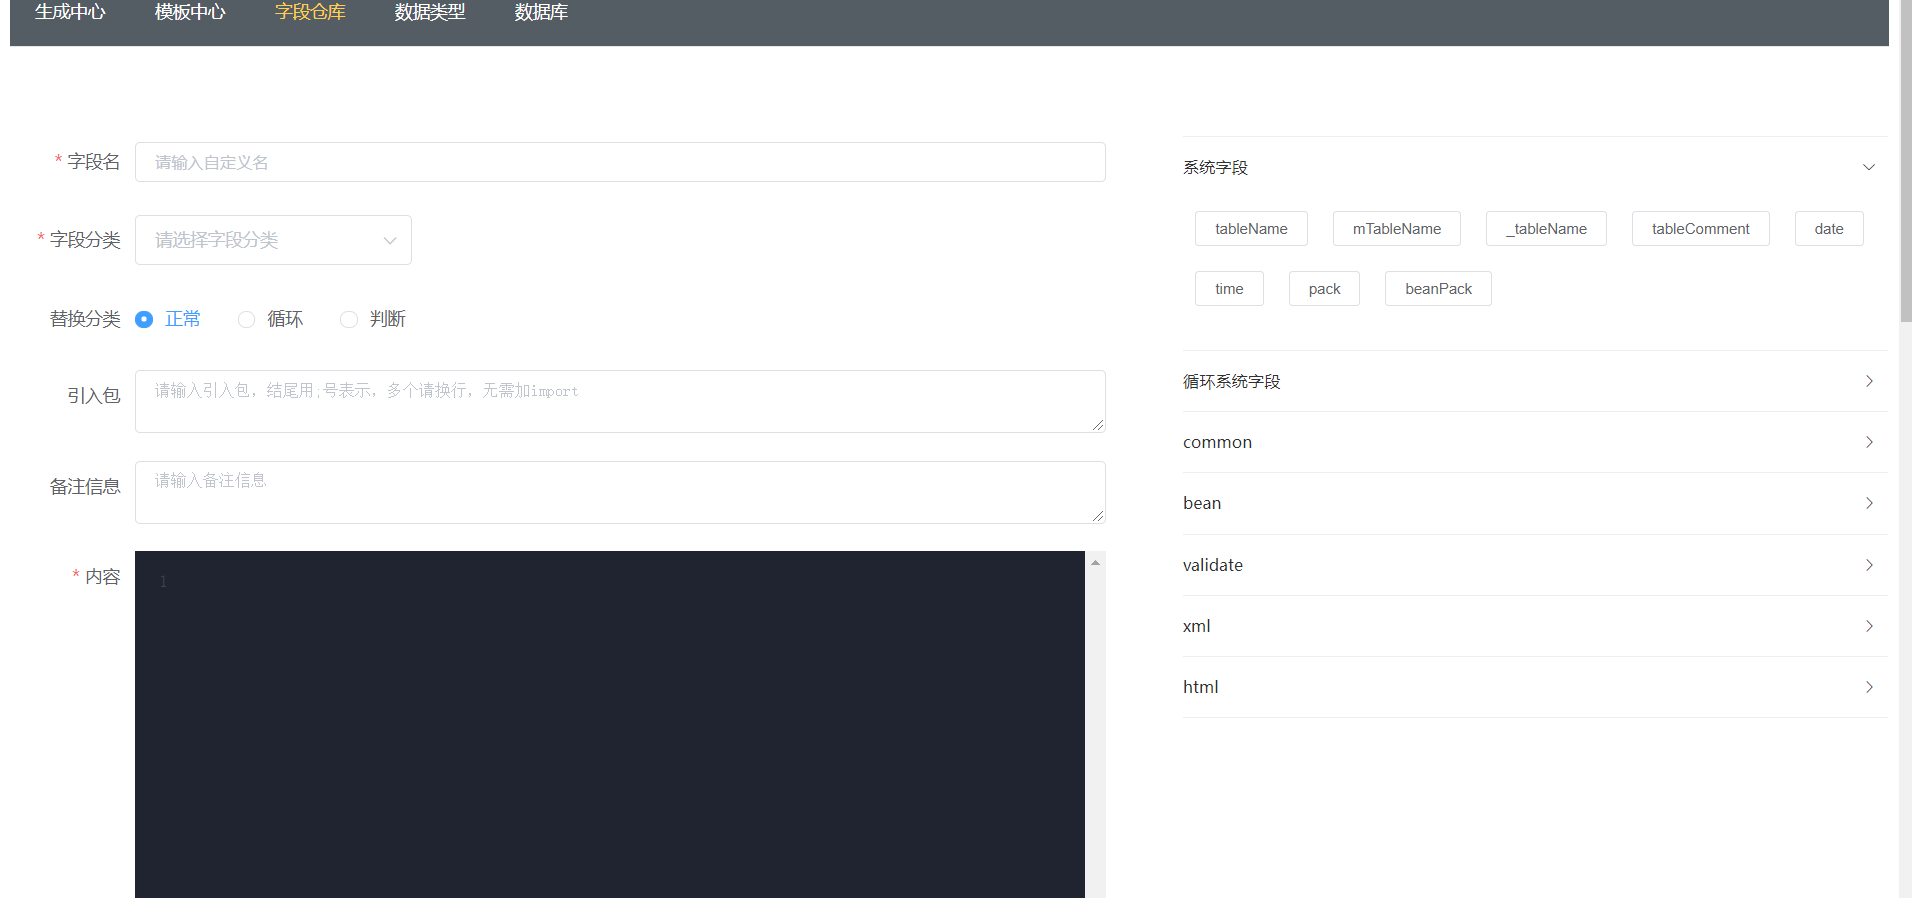 生成中心 模板中心 字段仓库 数据类型 数据库
* 字段名 请输入自定义名
* 字段分类 请选择字段分类
替换分类 正常 循环 判断
引入包 请输入引入包，结尾用;号表示，多个请换行，无需加import
备注信息 请输入备注信息
* 内容
1
系统字段
tableName mTableName _tableName tableComment date
time pack beanPack
循环系统字段
common
bean
validate
xml
html